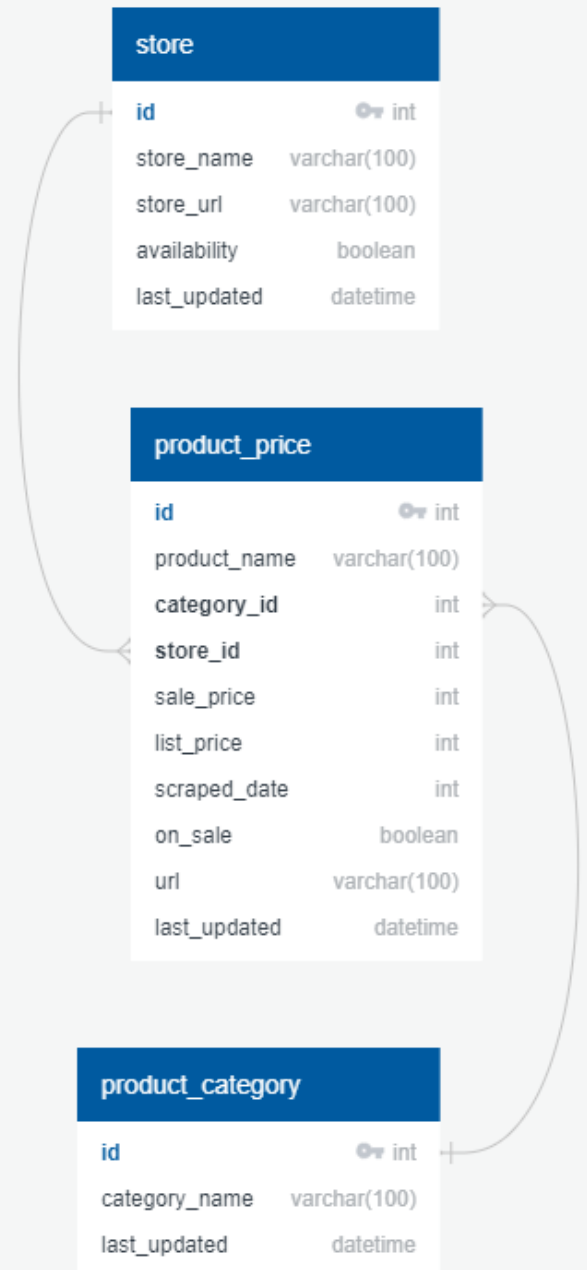 store
id int
store_name varchar(100)
store_url varchar(100)
availability boolean
last_updated datetime
product_price
id int
product_name varchar(100)
category_id int
store_id int
sale_price int
list_price int
scraped_date int
on_sale boolean
url varchar(100)
last_updated datetime
product_category
id int
category_name varchar(100)
last_updated datetime